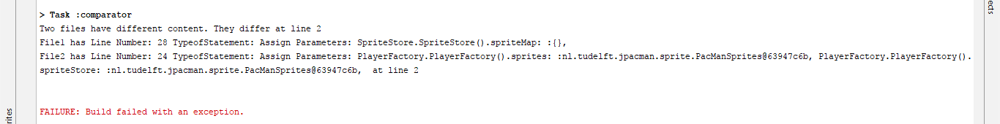 > Task :comparator
Two files have different content. They differ at line 2
File1 has Line Number: 28 TypeofStatement: Assign Parameters: SpriteStore.SpriteStore().spriteMap: :{},
File2 has Line Number: 24 TypeofStatement: Assign Parameters: PlayerFactory.PlayerFactory().sprites: :nl.tudelft.jpacman.sprite.PacManSprites@63947c6b, PlayerFactory.PlayerFactory().
spriteStore: :nl.tudelft.jpacman.sprite.PacManSprites@63947c6b,  at line 2
FAILURE: Build failed with an exception.
rites
ects